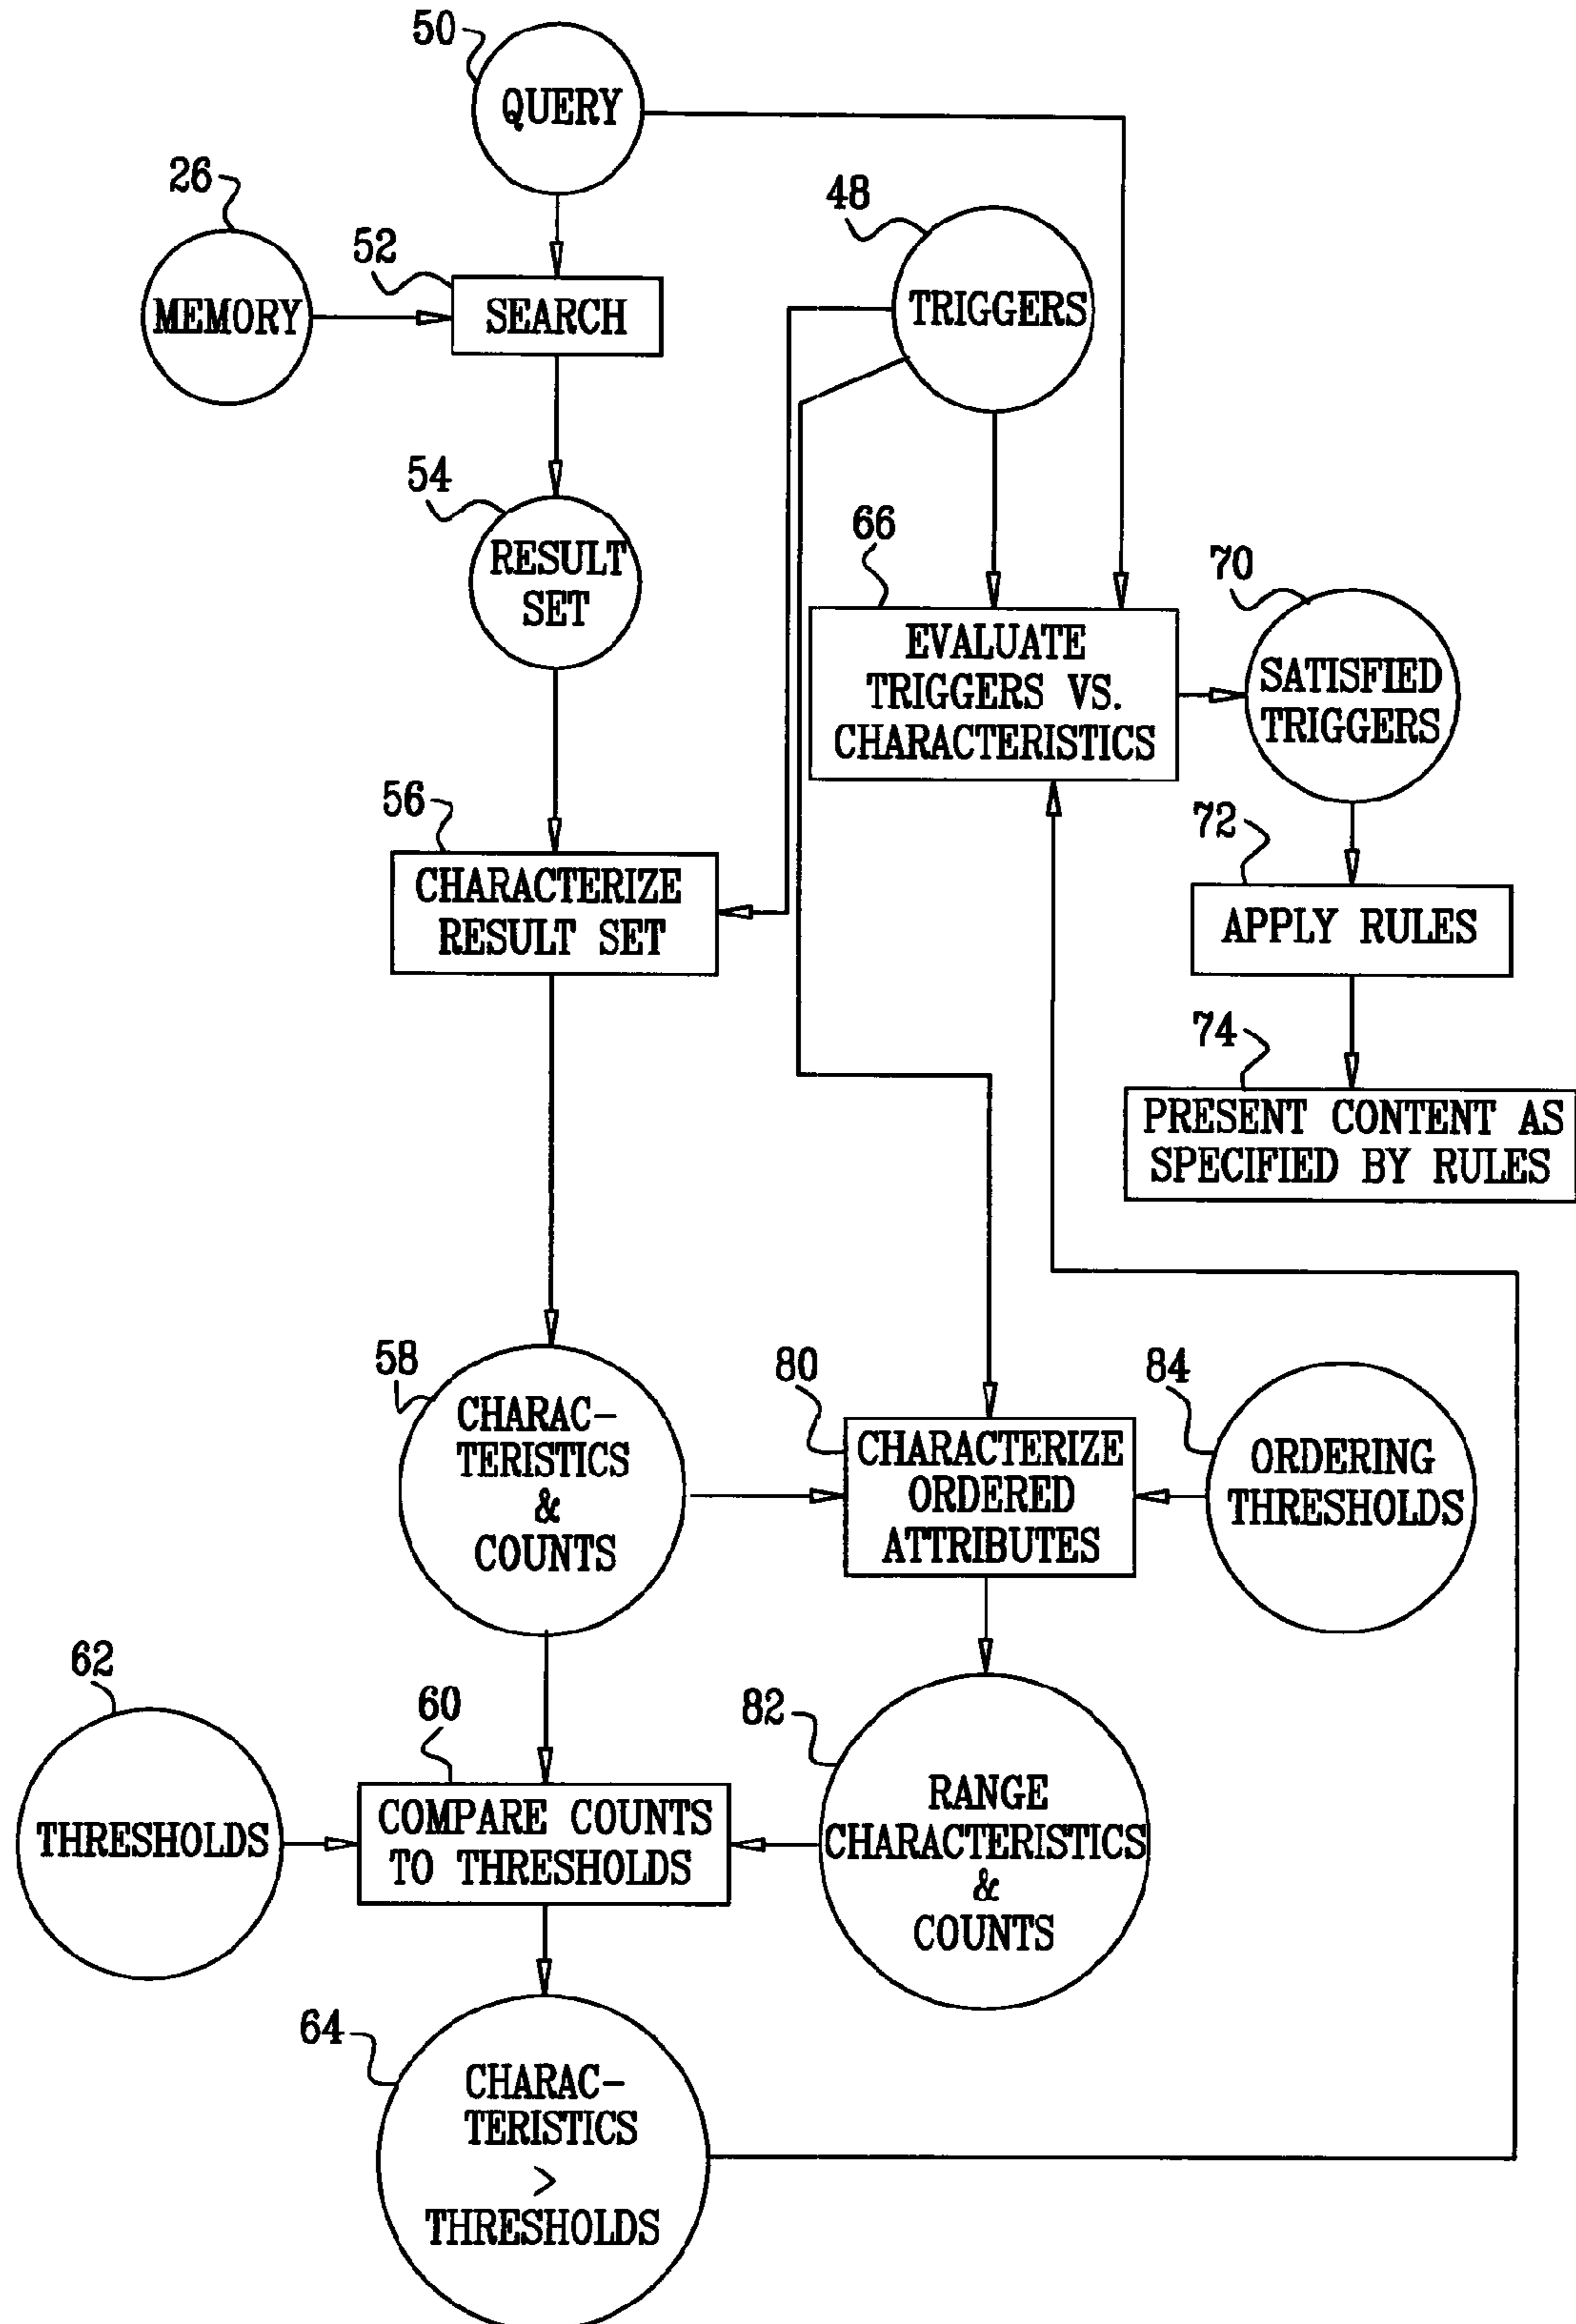 50
QUERY
26
MEMORY
52
SEARCH
48
TRIGGERS
54
RESULT
SET
66
EVALUATE
TRIGGERS VS.
CHARACTERISTICS
70
SATISFIED
TRIGGERS
56
CHARACTERIZE
RESULT SET
72
APPLY RULES
74
PRESENT CONTENT AS
SPECIFIED BY RULES
58
CHARAC-
TERISTICS
&
COUNTS
80
CHARACTERIZE
ORDERED
ATTRIBUTES
84
ORDERING
THRESHOLDS
62
THRESHOLDS
60
COMPARE COUNTS
TO THRESHOLDS
82
RANGE
CHARACTERISTICS
&
COUNTS
64
CHARAC-
TERISTICS
>
THRESHOLDS